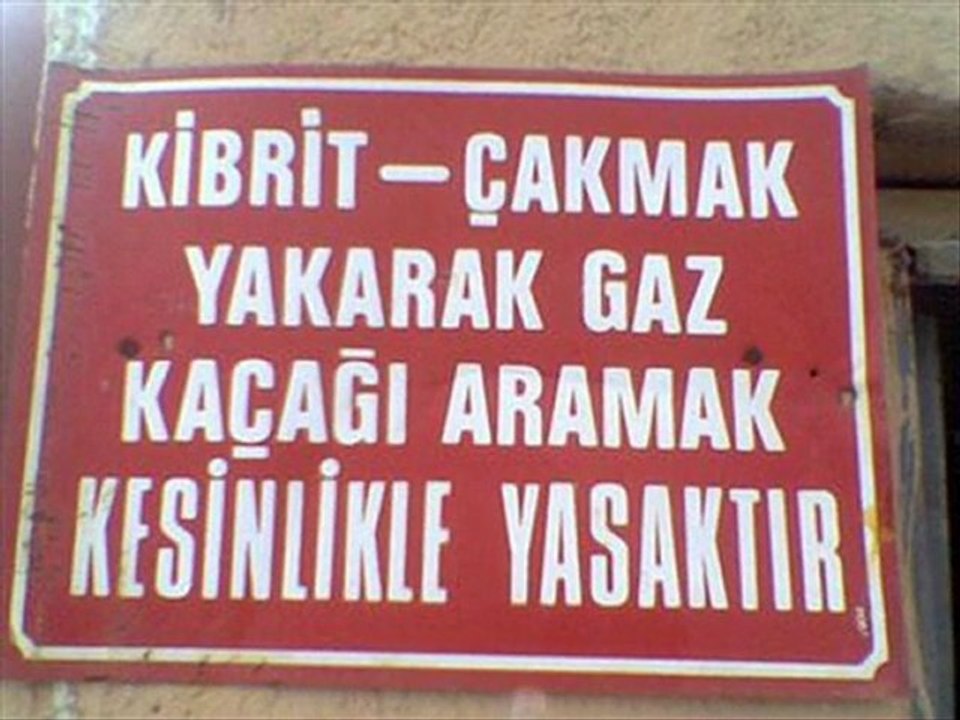 KİBRİT – ÇAKMAK
YAKARAK GAZ
KAÇAĞI ARAMAK
KESİNLİKLE YASAKTIR